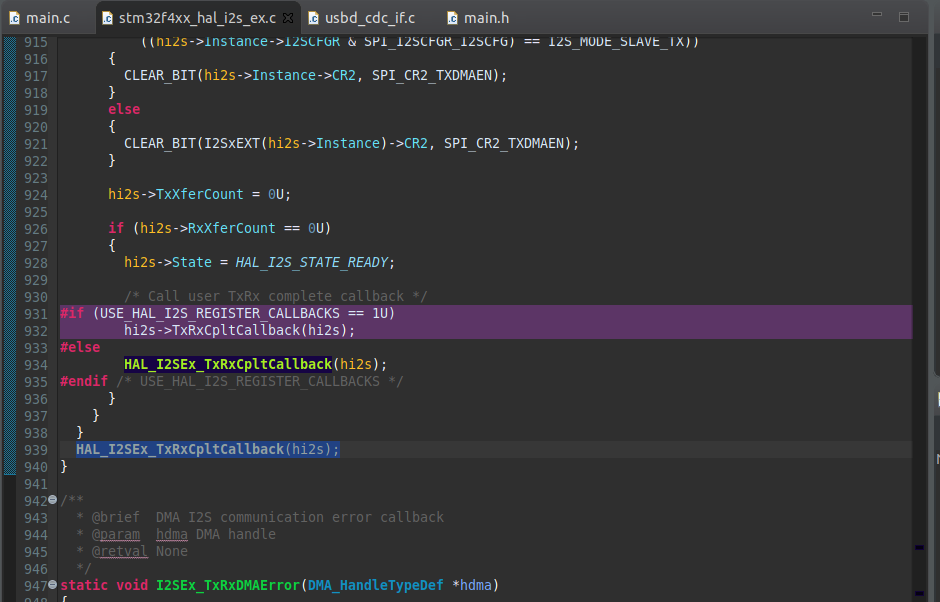 main.c stm32f4xx_hal_i2s_ex.c usbd_cdc_if.c main.h
915 ((hi2s->Instance->I2SCFGR & SPI_I2SCFGR_I2SCFG) == I2S_MODE_SLAVE_TX))
916 {
917 CLEAR_BIT(hi2s->Instance->CR2, SPI_CR2_TXDMAEN);
918 }
919 else
920 {
921 CLEAR_BIT(I2SxEXT(hi2s->Instance)->CR2, SPI_CR2_TXDMAEN);
922 }
923
924 hi2s->TxXferCount = 0U;
925
926 if (hi2s->RxXferCount == 0U)
927 {
928 hi2s->State = HAL_I2S_STATE_READY;
929
930 /* Call user TxRx complete callback */
931 #if (USE_HAL_I2S_REGISTER_CALLBACKS == 1U)
932 hi2s->TxRxCpltCallback(hi2s);
933 #else
934 HAL_I2SEx_TxRxCpltCallback(hi2s);
935 #endif /* USE_HAL_I2S_REGISTER_CALLBACKS */
936 }
937 }
938 }
939 HAL_I2SEx_TxRxCpltCallback(hi2s);
940 }
941
942 /**
943 * @brief DMA I2S communication error callback
944 * @param hdma DMA handle
945 * @retval None
946 */
947 static void I2SEx_TxRxDMAError(DMA_HandleTypeDef *hdma)